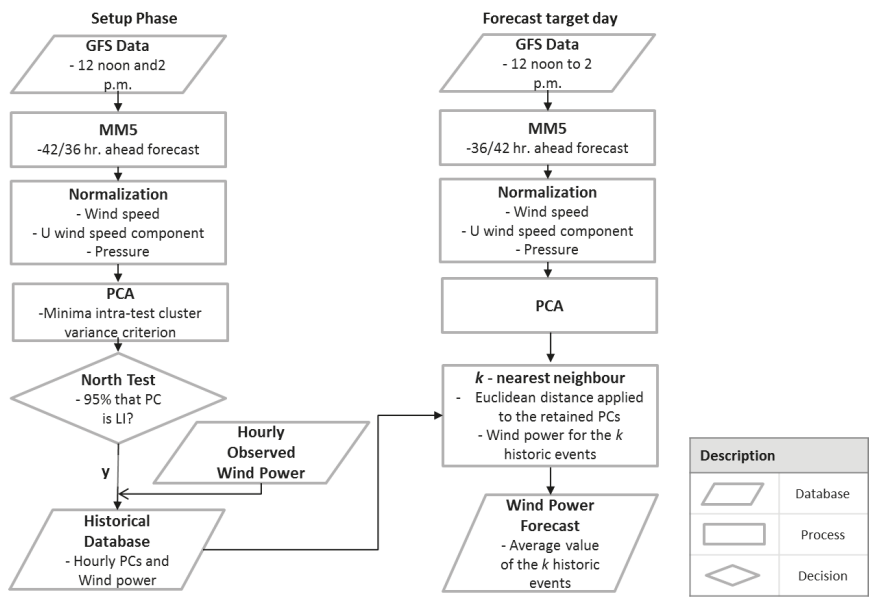 Setup Phase
GFS Data
- 12 noon and2
p.m.
MM5
-42/36 hr. ahead forecast
Normalization
- Wind speed
- U wind speed component
- Pressure
PCA
-Minima intra-test cluster
variance criterion
North Test
- 95% that PC
is LI?
y
Hourly
Observed
Wind Power
Historical
Database
- Hourly PCs and
Wind power
Forecast target day
GFS Data
- 12 noon to 2
p.m.
MM5
-36/42 hr. ahead forecast
Normalization
- Wind speed
- U wind speed component
- Pressure
PCA
k - nearest neighbour
- Euclidean distance applied
to the retained PCs
- Wind power for the k
historic events
Wind Power
Forecast
- Average value
of the k historic
events
Description
Database
Process
Decision